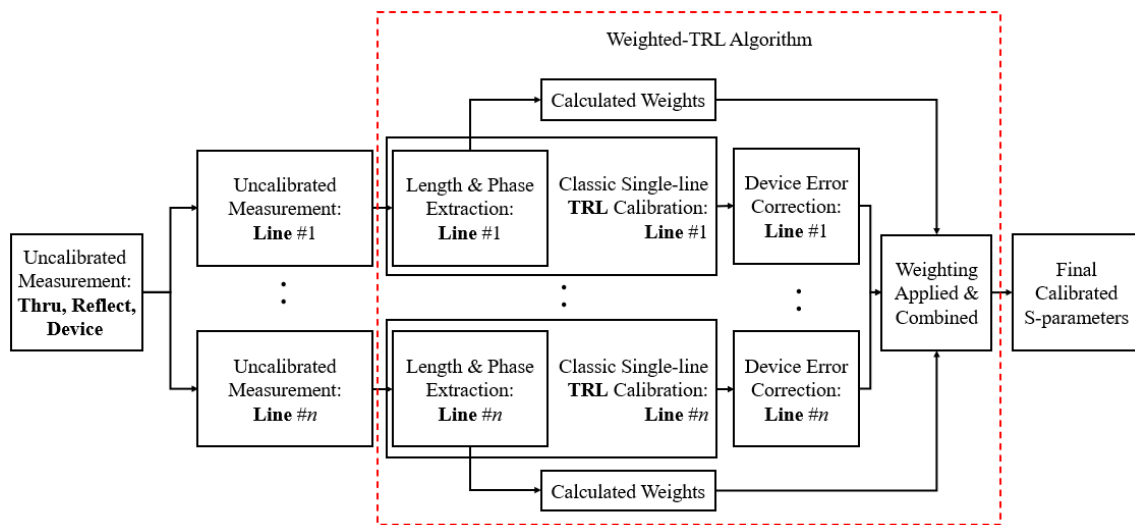 Weighted-TRL Algorithm
Calculated Weights
Uncalibrated
Measurement:
Thru, Reflect,
Device
Uncalibrated
Measurement:
Line #1
Length & Phase
Extraction:
Line #1
Classic Single-line
TRL Calibration:
Line #1
Device Error
Correction:
Line #1
Weighting
Applied &
Combined
Final
Calibrated
S-parameters
Uncalibrated
Measurement:
Line #n
Length & Phase
Extraction:
Line #n
Classic Single-line
TRL Calibration:
Line #n
Device Error
Correction:
Line #n
Calculated Weights